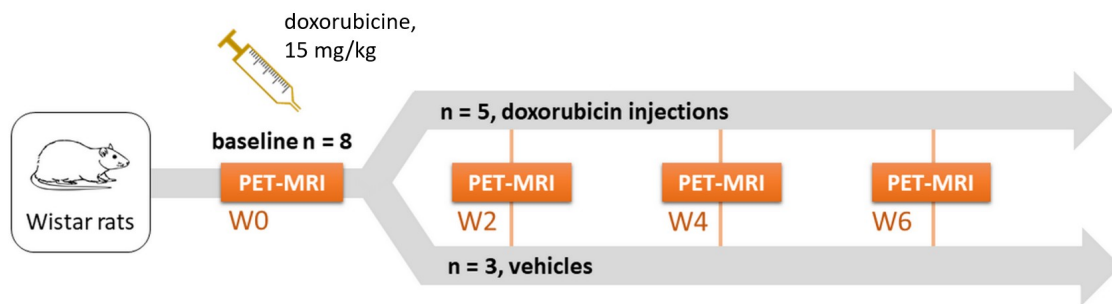 doxorubicine,
15 mg/kg
baseline n = 8
n = 5, doxorubicin injections
Wistar rats
PET-MRI
W0
PET-MRI
W2
PET-MRI
W4
PET-MRI
W6
n = 3, vehicles